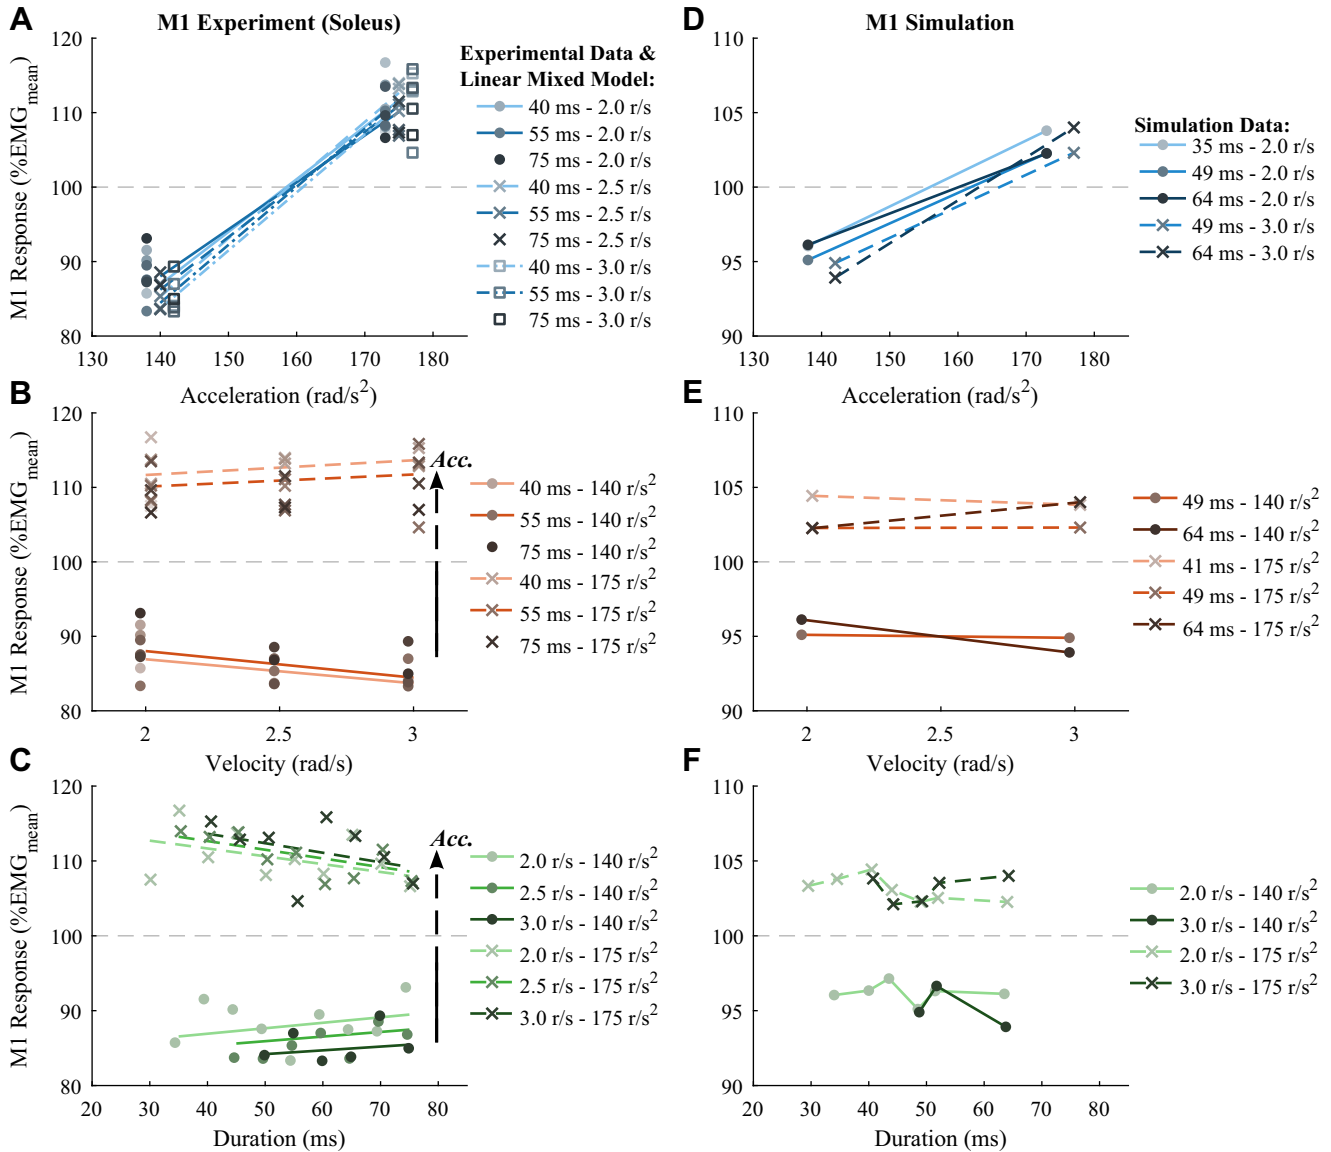 A
M1 Experiment (Soleus)
M1 Response (%EMG_mean)
120
110
100
90
80
130 140 150 160 170 180
Acceleration (rad/s²)
Experimental Data &
Linear Mixed Model:
40 ms - 2.0 r/s
55 ms - 2.0 r/s
75 ms - 2.0 r/s
40 ms - 2.5 r/s
55 ms - 2.5 r/s
75 ms - 2.5 r/s
40 ms - 3.0 r/s
55 ms - 3.0 r/s
75 ms - 3.0 r/s
D
M1 Simulation
110
105
100
95
90
130 140 150 160 170 180
Acceleration (rad/s²)
Simulation Data:
35 ms - 2.0 r/s
49 ms - 2.0 r/s
64 ms - 2.0 r/s
49 ms - 3.0 r/s
64 ms - 3.0 r/s
B
M1 Response (%EMG_mean)
120
110
100
90
80
2 2.5 3
Velocity (rad/s)
Acc.
40 ms - 140 r/s²
55 ms - 140 r/s²
75 ms - 140 r/s²
40 ms - 175 r/s²
55 ms - 175 r/s²
75 ms - 175 r/s²
E
110
105
100
95
90
2 2.5 3
Velocity (rad/s)
49 ms - 140 r/s²
64 ms - 140 r/s²
41 ms - 175 r/s²
49 ms - 175 r/s²
64 ms - 175 r/s²
C
M1 Response (%EMG_mean)
120
110
100
90
80
20 30 40 50 60 70 80
Duration (ms)
Acc.
2.0 r/s - 140 r/s²
2.5 r/s - 140 r/s²
3.0 r/s - 140 r/s²
2.0 r/s - 175 r/s²
2.5 r/s - 175 r/s²
3.0 r/s - 175 r/s²
F
110
105
100
95
90
20 30 40 50 60 70 80
Duration (ms)
2.0 r/s - 140 r/s²
3.0 r/s - 140 r/s²
2.0 r/s - 175 r/s²
3.0 r/s - 175 r/s²